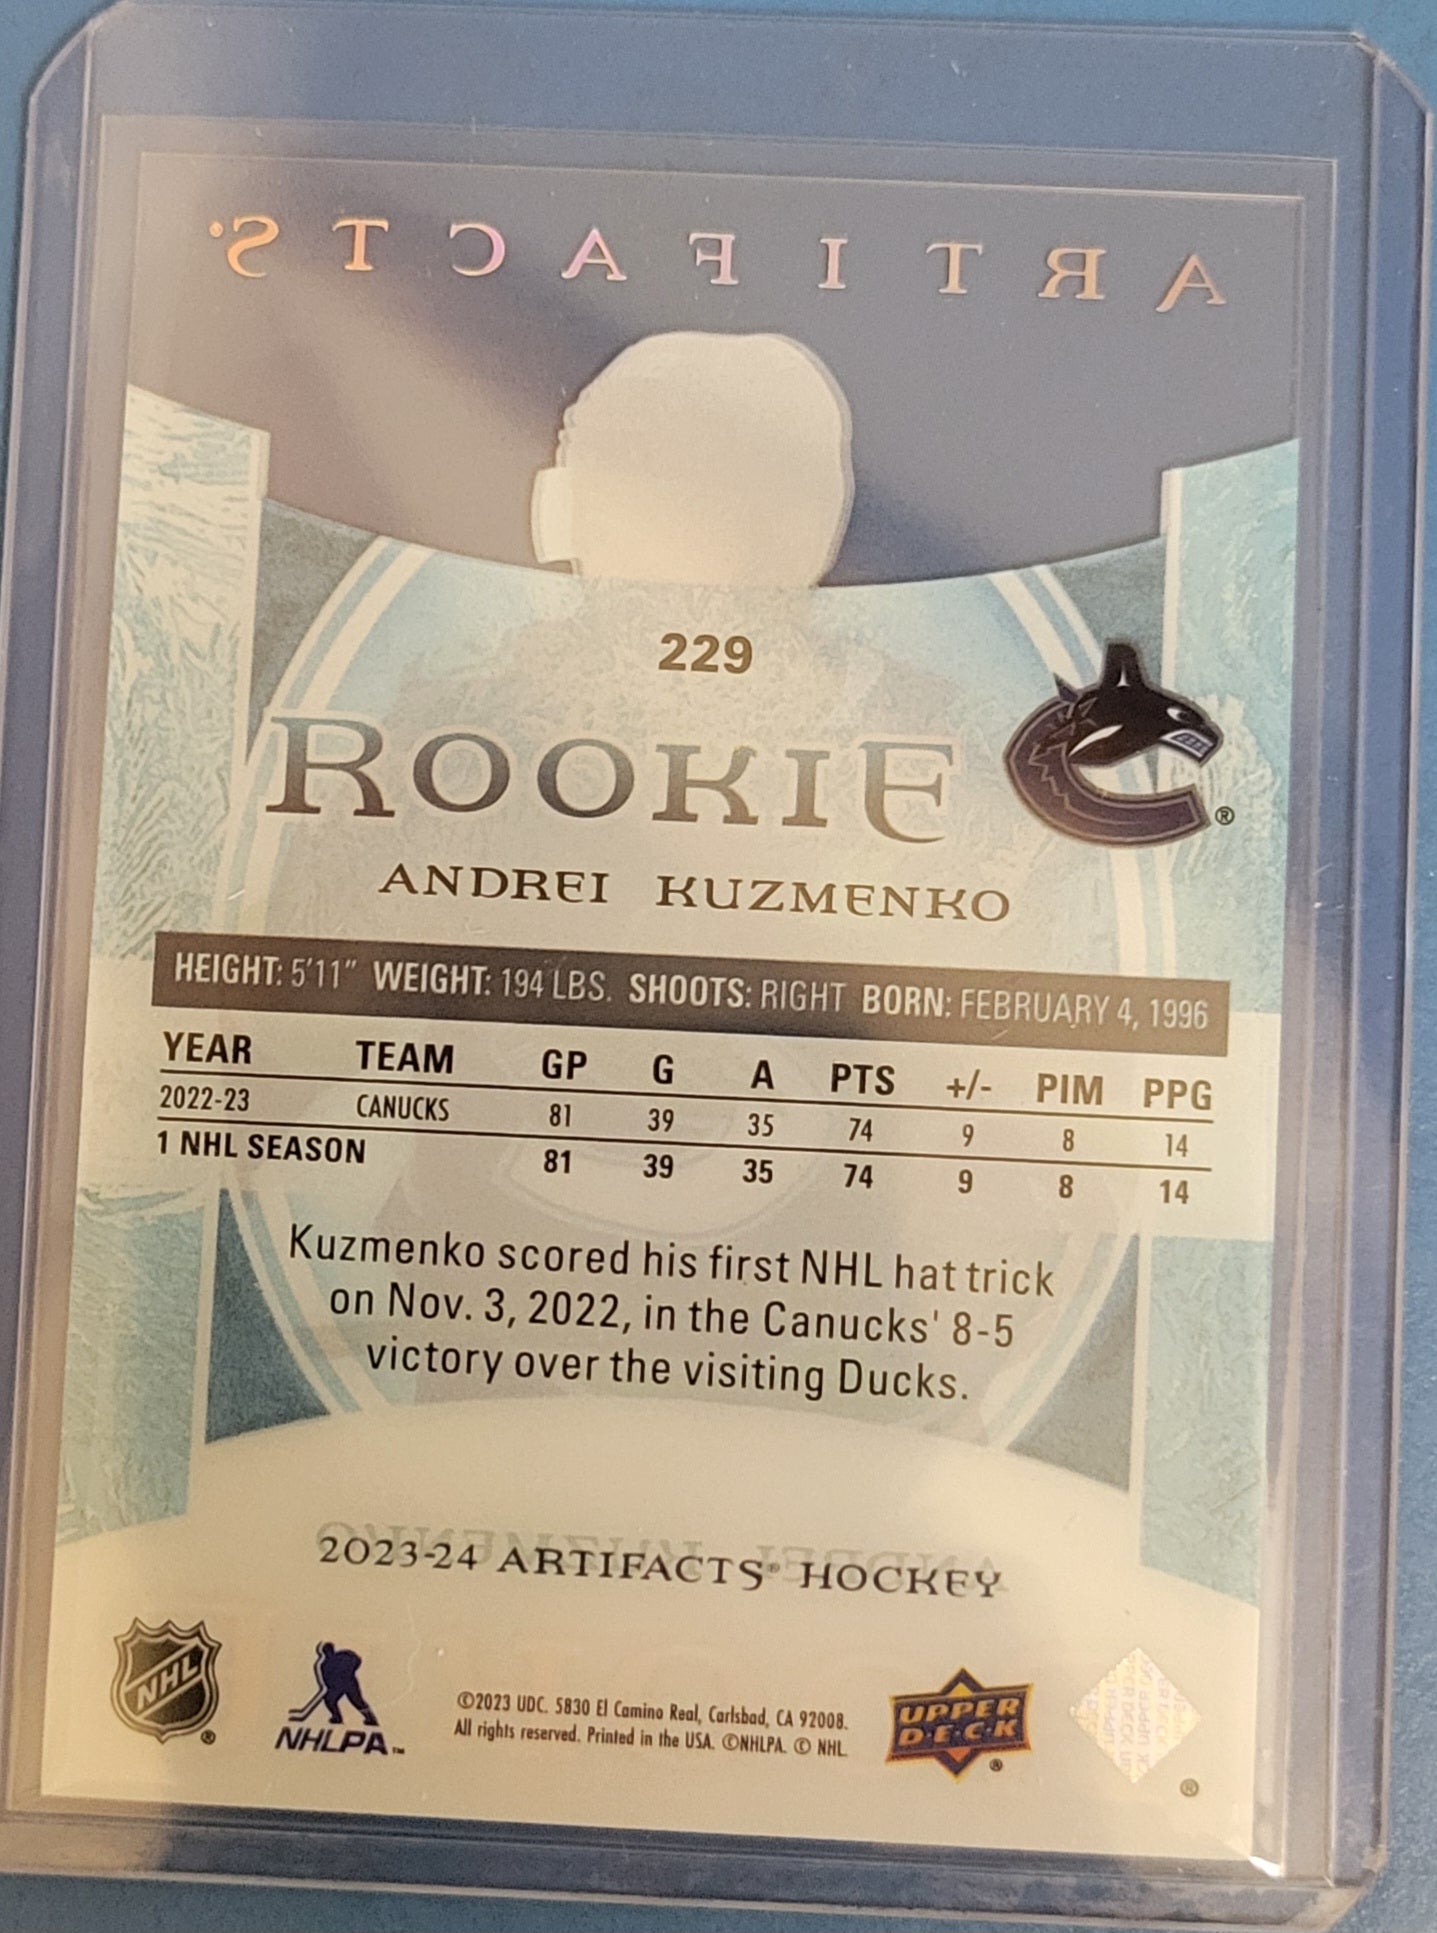 ARTIFACTS®
229
ROOKIE
®
ANDREI KUZMENKO
HEIGHT: 5'11" WEIGHT: 194 LBS. SHOOTS: RIGHT BORN: FEBRUARY 4, 1996
YEAR TEAM GP G A PTS +/- PIM PPG
2022-23 CANUCKS 81 39 35 74 9 8 14
1 NHL SEASON 81 39 35 74 9 8 14
Kuzmenko scored his first NHL hat trick
on Nov. 3, 2022, in the Canucks' 8-5
victory over the visiting Ducks.
ANDREI KUZMENKO
2023-24 ARTIFACTS® HOCKEY
NHL ®
NHLPA™
©2023 UDC. 5830 El Camino Real, Carlsbad, CA 92008.
All rights reserved. Printed in the USA. ©NHLPA. © NHL.
UPPER
D·E·C·K ®
®